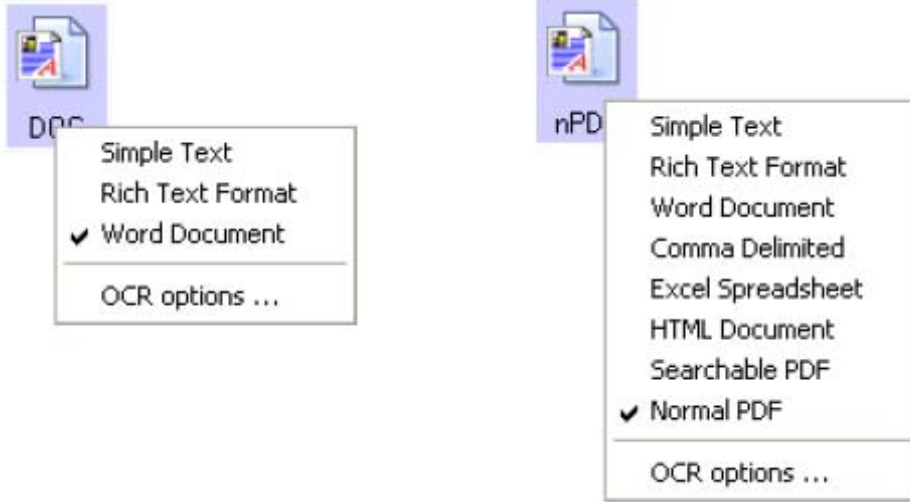 Simple Text
Rich Text Format
Word Document
OCR options ...
nPD
Simple Text
Rich Text Format
Word Document
Comma Delimited
Excel Spreadsheet
HTML Document
Searchable PDF
Normal PDF
OCR options ...